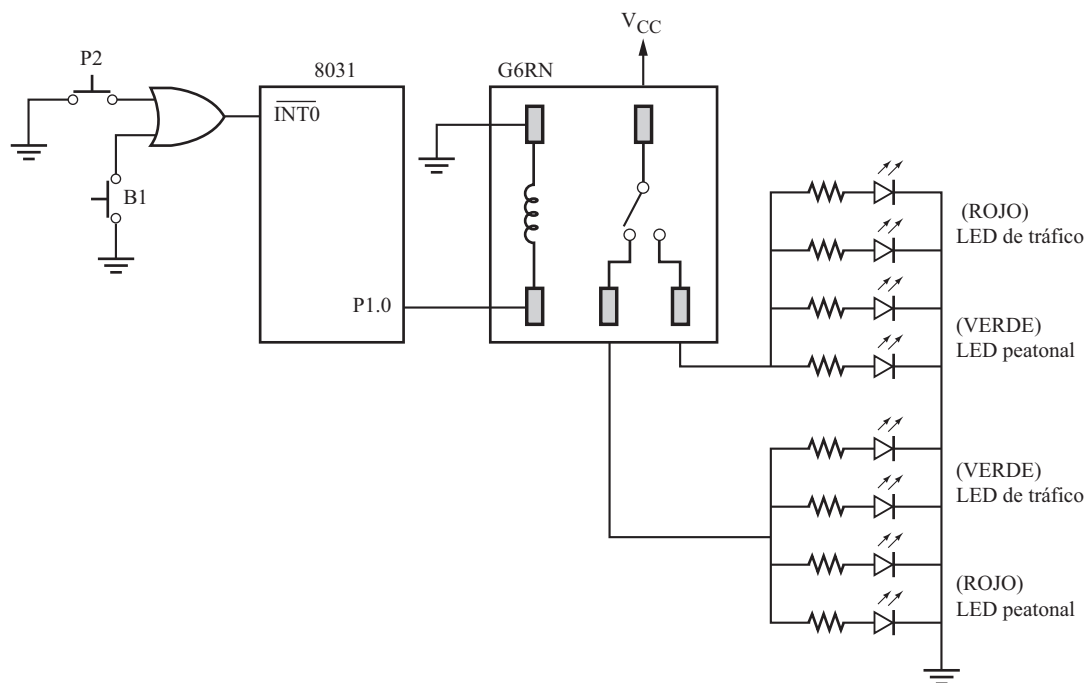 V_CC
P2
8031
G6RN
INT0
B1
P1.0
(ROJO)
LED de tráfico
(VERDE)
LED peatonal
(VERDE)
LED de tráfico
(ROJO)
LED peatonal